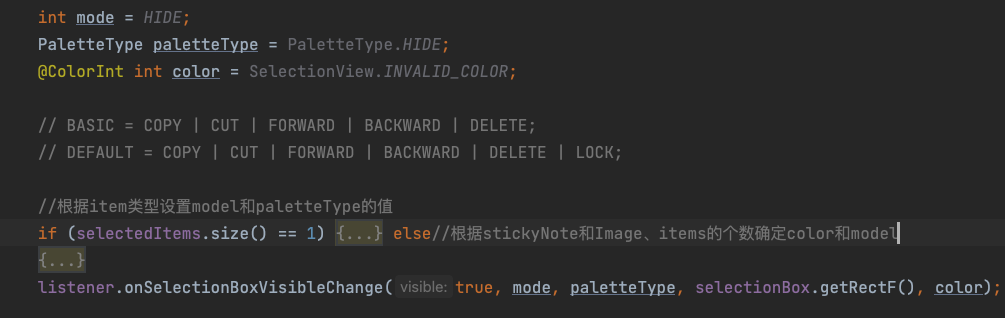 int mode = HIDE;
PaletteType paletteType = PaletteType.HIDE;
@ColorInt int color = SelectionView.INVALID_COLOR;
// BASIC = COPY | CUT | FORWARD | BACKWARD | DELETE;
// DEFAULT = COPY | CUT | FORWARD | BACKWARD | DELETE | LOCK;
//根据item类型设置model和paletteType的值
if (selectedItems.size() == 1) {...} else//根据stickyNote和Image、items的个数确定color和model
{...}
listener.onSelectionBoxVisibleChange( visible: true, mode, paletteType, selectionBox.getRectF(), color);